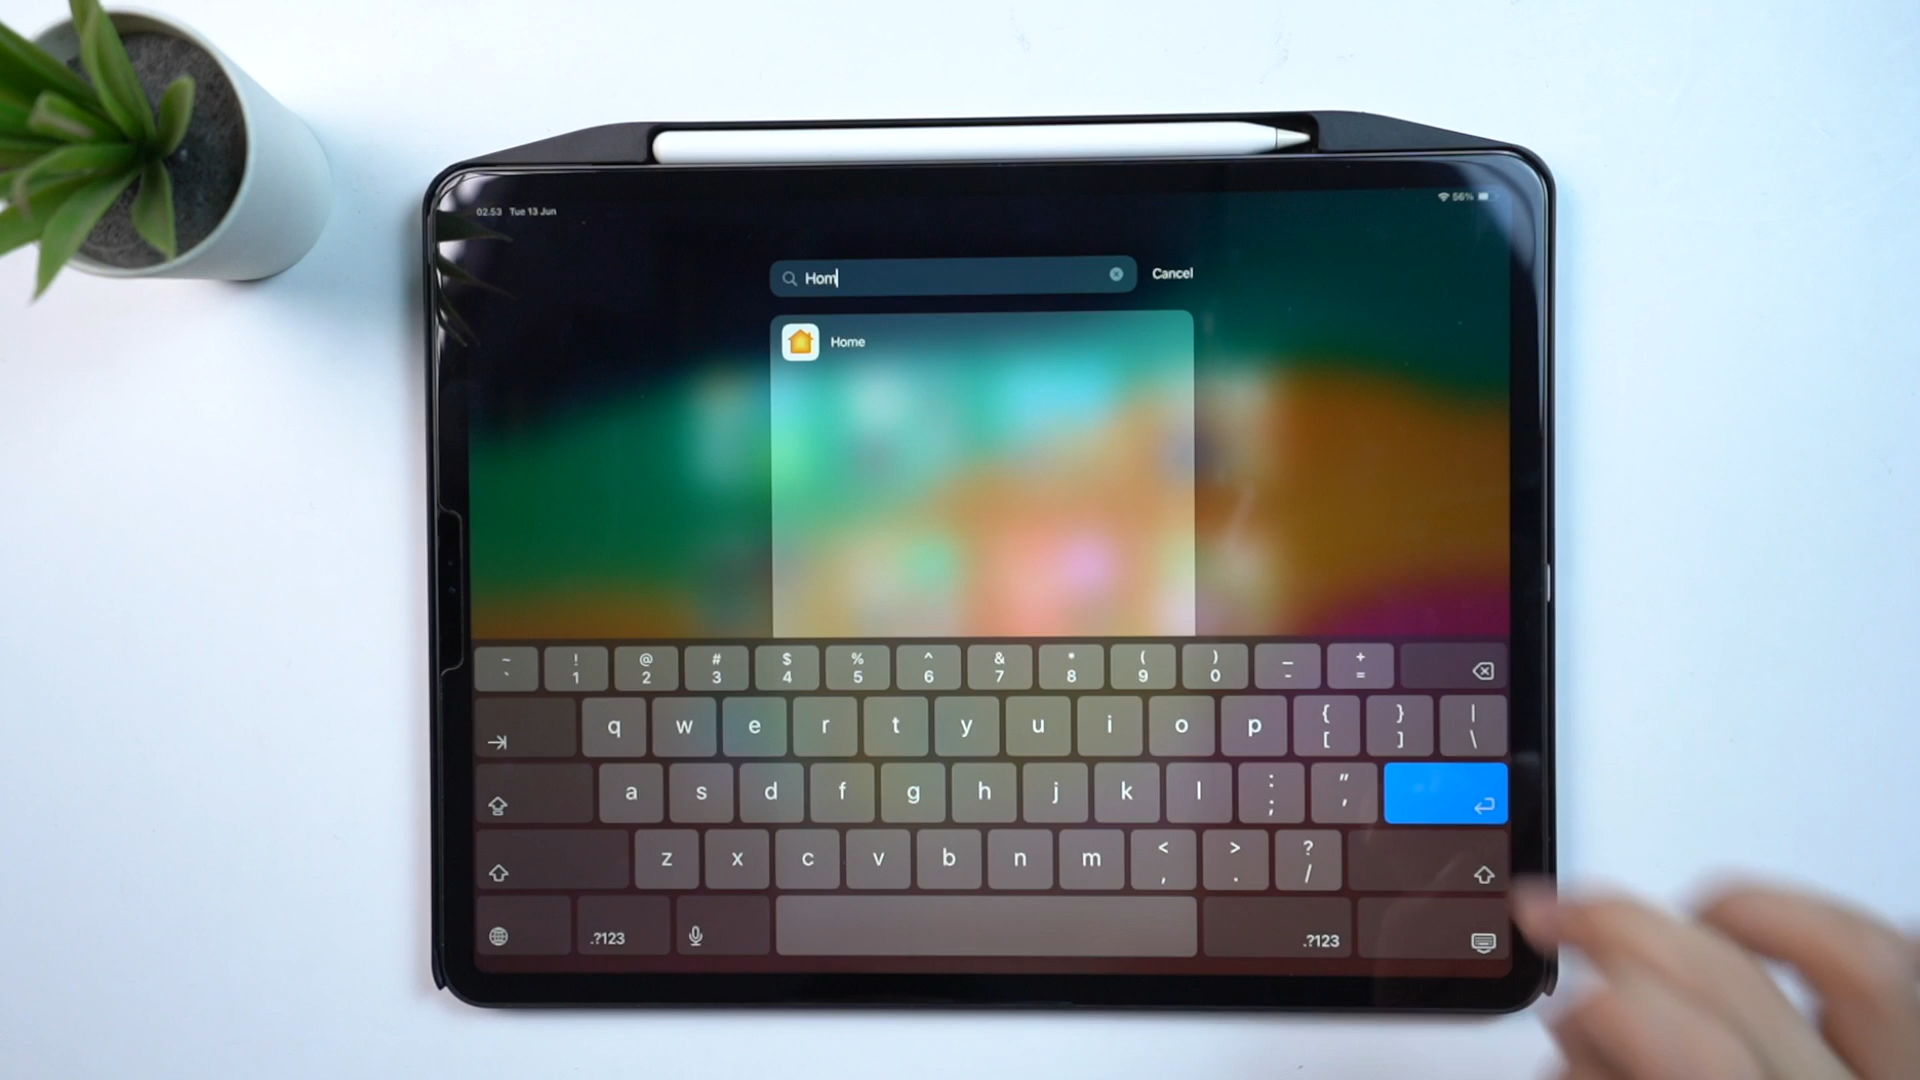 02.53 Tue 13 Jun
56%
Hom
Cancel
Home
~ ! @ # $ % ^ & * ( ) _ +
` 1 2 3 4 5 6 7 8 9 0 - =
q w e r t y u i o p { } |
[ ] \
a s d f g h j k l : "
; '
z x c v b n m < > ?
, . /
.?123 .?123